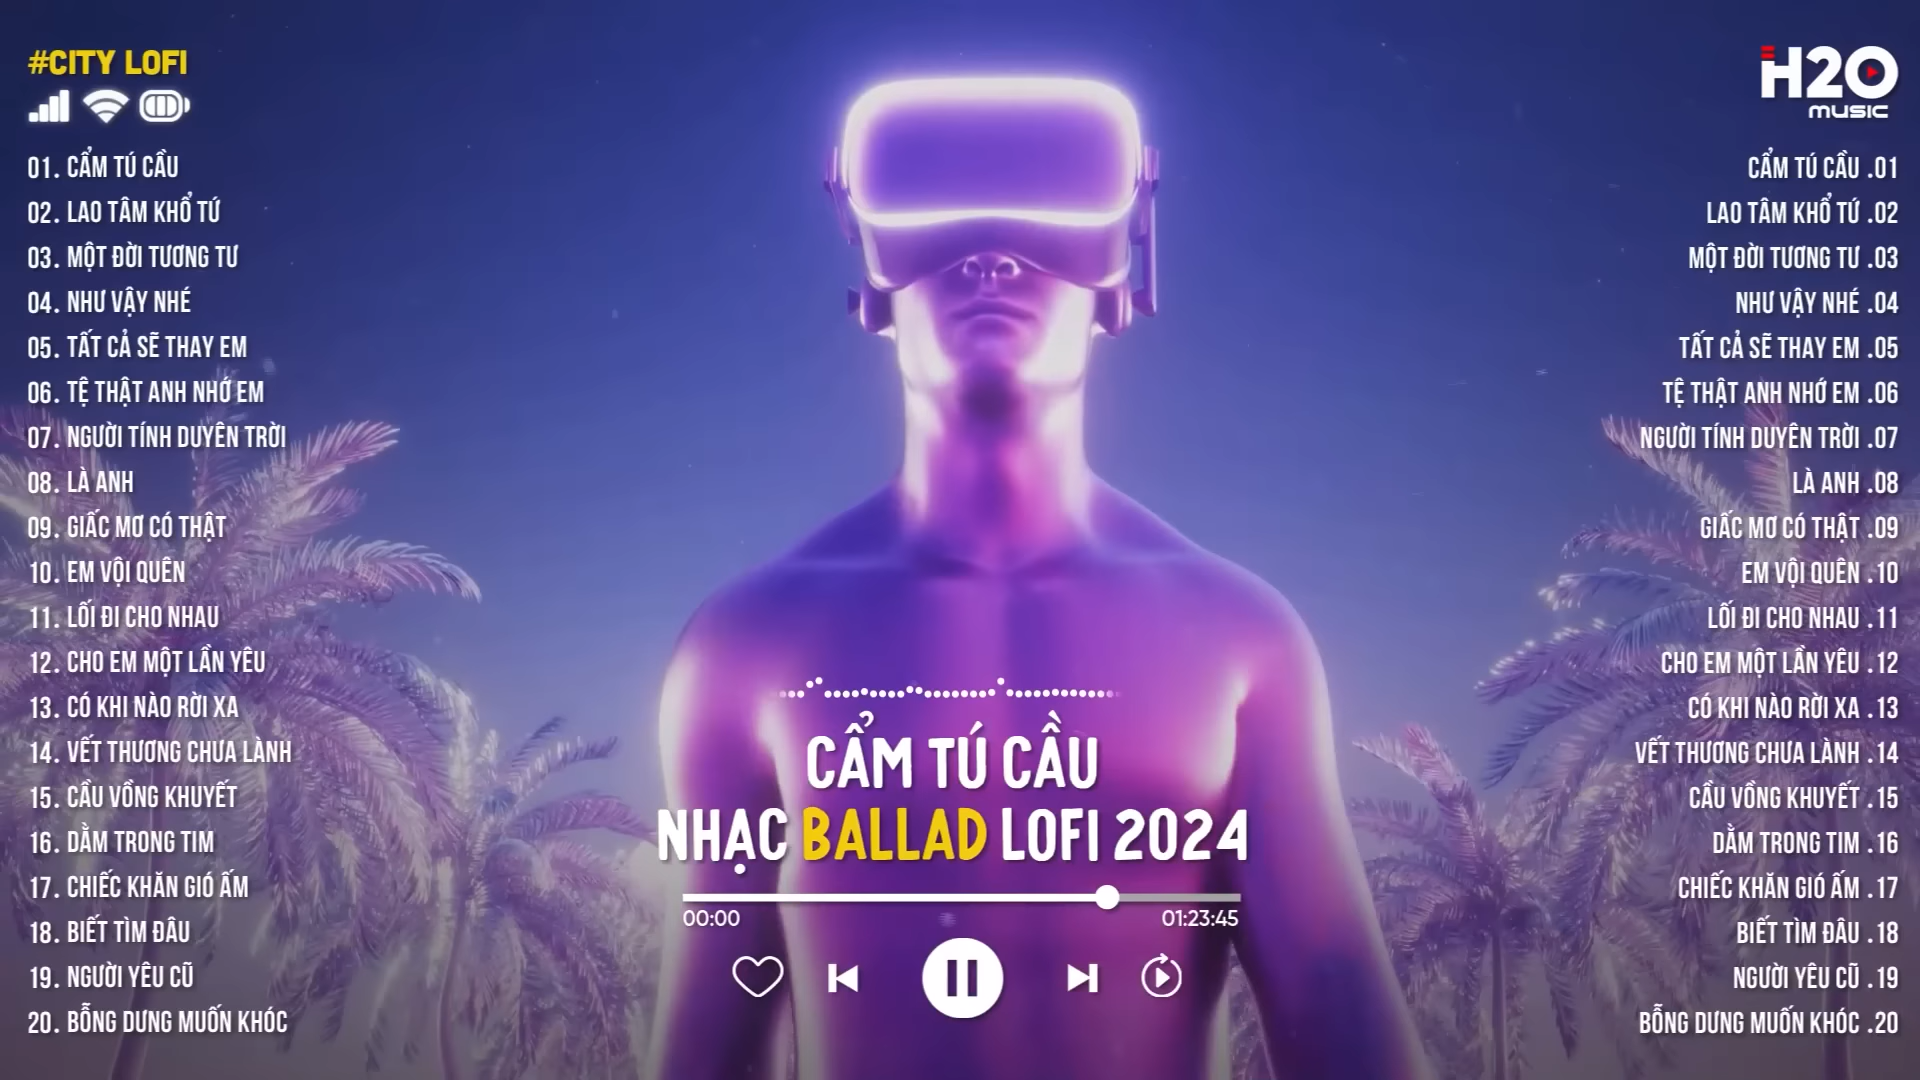 #CITY LOFI
H2O
MUSIC
01. CẨM TÚ CẦU
02. LAO TÂM KHỔ TỨ
03. MỘT ĐỜI TƯƠNG TƯ
04. NHƯ VẬY NHÉ
05. TẤT CẢ SẼ THAY EM
06. TỆ THẬT ANH NHỚ EM
07. NGƯỜI TÍNH DUYÊN TRỜI
08. LÀ ANH
09. GIẤC MƠ CÓ THẬT
10. EM VỘI QUÊN
11. LỐI ĐI CHO NHAU
12. CHO EM MỘT LẦN YÊU
13. CÓ KHI NÀO RỜI XA
14. VẾT THƯƠNG CHƯA LÀNH
15. CẦU VỒNG KHUYẾT
16. DẰM TRONG TIM
17. CHIẾC KHĂN GIÓ ẤM
18. BIẾT TÌM ĐÂU
19. NGƯỜI YÊU CŨ
20. BỖNG DƯNG MUỐN KHÓC
CẨM TÚ CẦU
NHẠC BALLAD LOFI 2024
00:00
01:23:45
CẨM TÚ CẦU .01
LAO TÂM KHỔ TỨ .02
MỘT ĐỜI TƯƠNG TƯ .03
NHƯ VẬY NHÉ .04
TẤT CẢ SẼ THAY EM .05
TỆ THẬT ANH NHỚ EM .06
NGƯỜI TÍNH DUYÊN TRỜI .07
LÀ ANH .08
GIẤC MƠ CÓ THẬT .09
EM VỘI QUÊN .10
LỐI ĐI CHO NHAU .11
CHO EM MỘT LẦN YÊU .12
CÓ KHI NÀO RỜI XA .13
VẾT THƯƠNG CHƯA LÀNH .14
CẦU VỒNG KHUYẾT .15
DẰM TRONG TIM .16
CHIẾC KHĂN GIÓ ẤM .17
BIẾT TÌM ĐÂU .18
NGƯỜI YÊU CŨ .19
BỖNG DƯNG MUỐN KHÓC .20